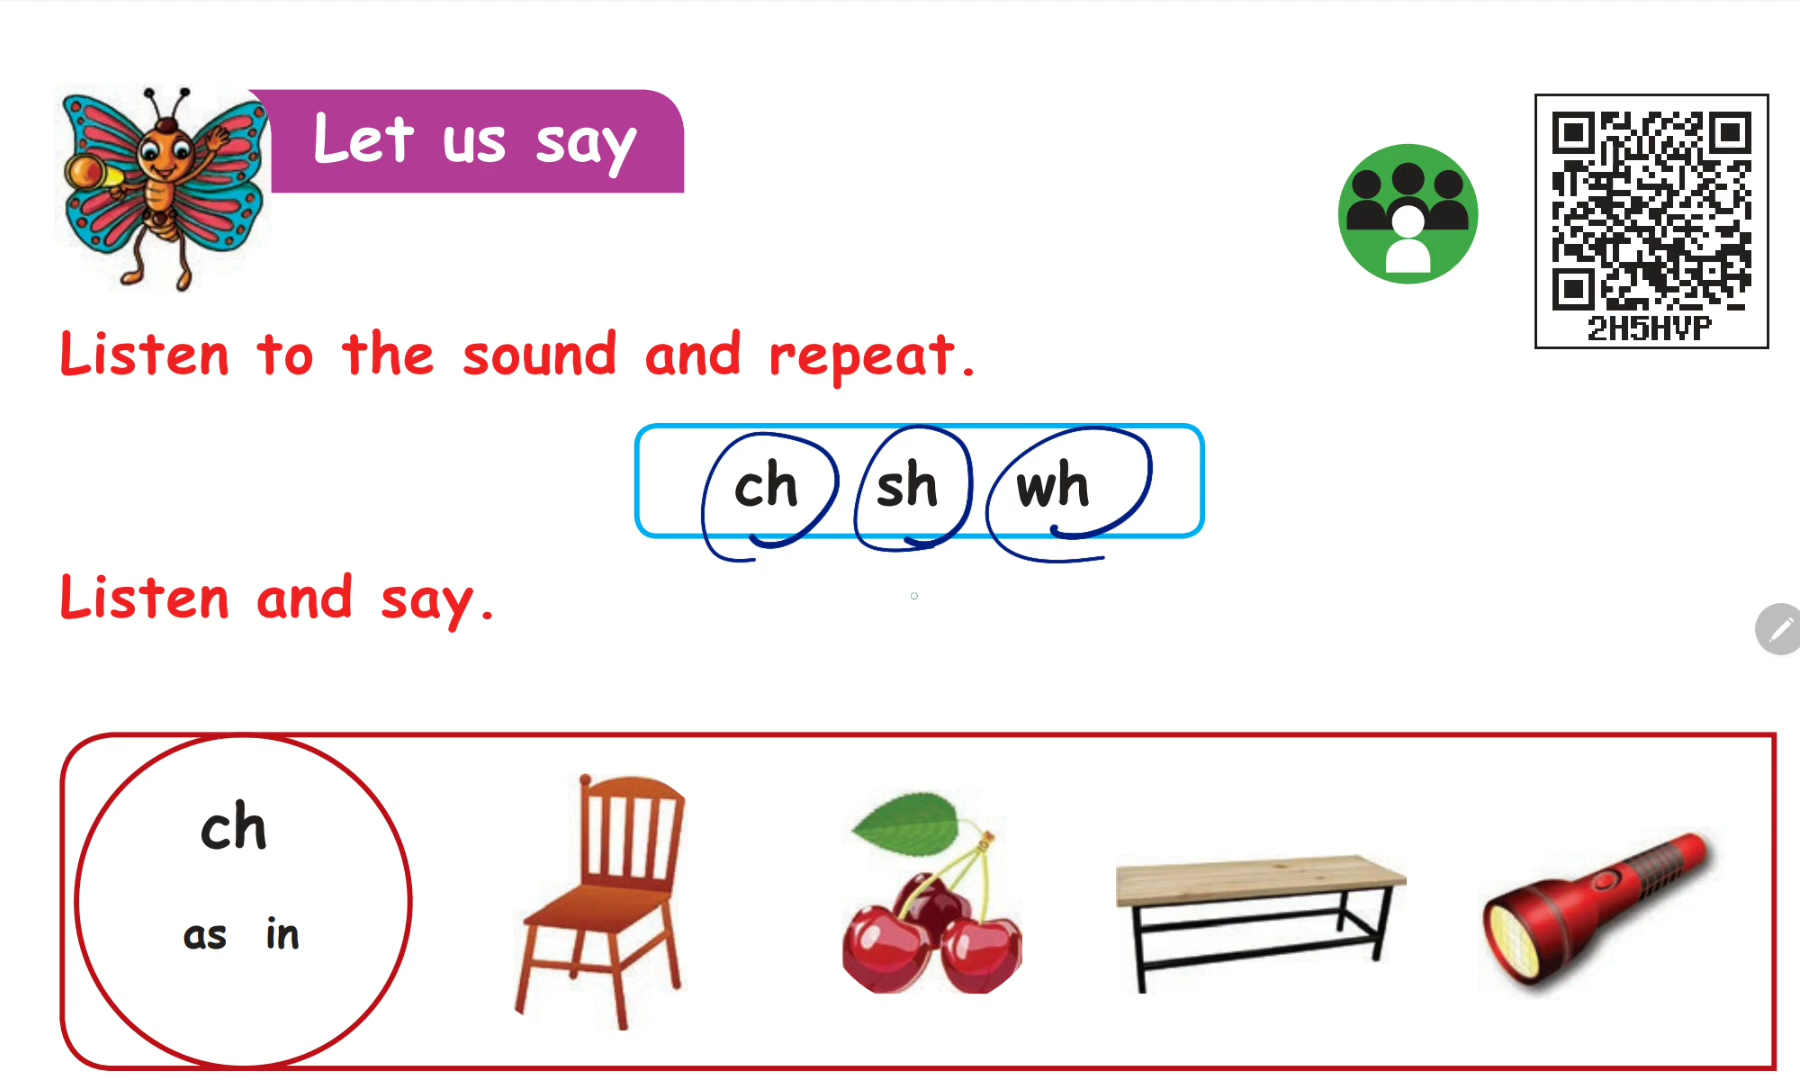 Let us say
2H5HVP
Listen to the sound and repeat.
ch sh wh
Listen and say.
ch
as in